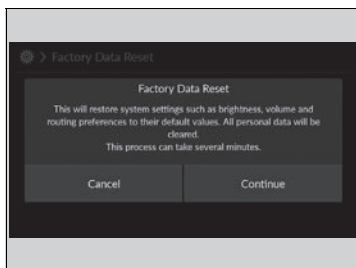 > Factory Data Reset
Factory Data Reset
This will restore system settings such as brightness, volume and
routing preferences to their default values. All personal data will be
cleared.
This process can take several minutes.
Cancel
Continue